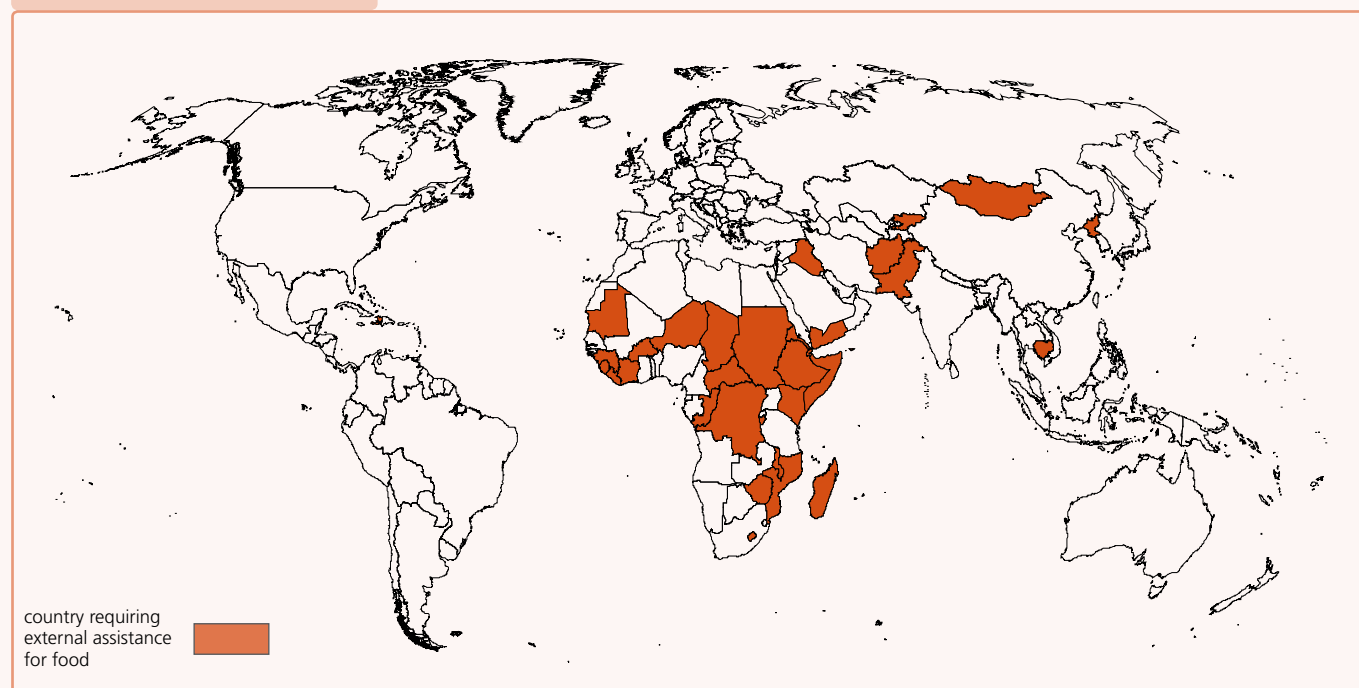 country requiring
external assistance
for food